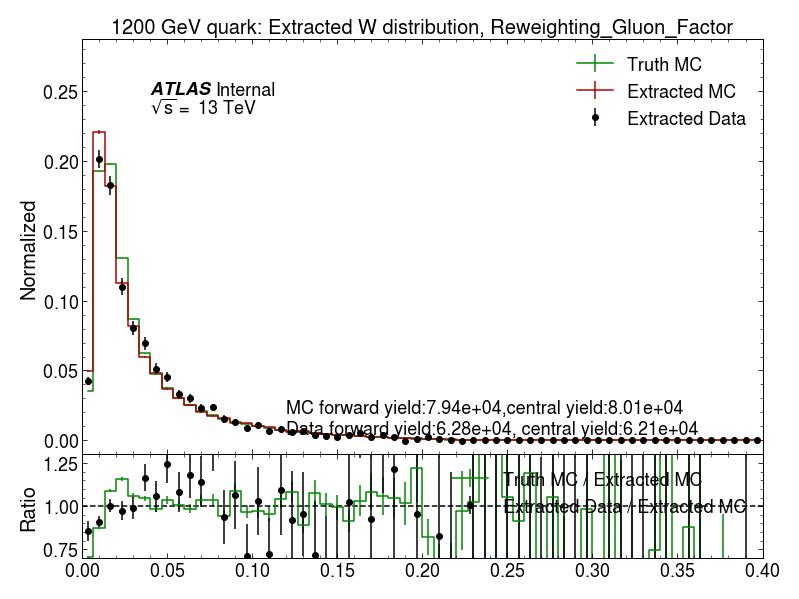 1200 GeV quark: Extracted W distribution, Reweighting_Gluon_Factor
ATLAS Internal
√s = 13 TeV
Truth MC
Extracted MC
Extracted Data
Normalized
0.25
0.20
0.15
0.10
0.05
0.00
MC forward yield:7.94e+04,central yield:8.01e+04
Data forward yield:6.28e+04, central yield:6.21e+04
Ratio
1.25
1.00
0.75
Truth MC / Extracted MC
Extracted Data / Extracted MC
0.00 0.05 0.10 0.15 0.20 0.25 0.30 0.35 0.40